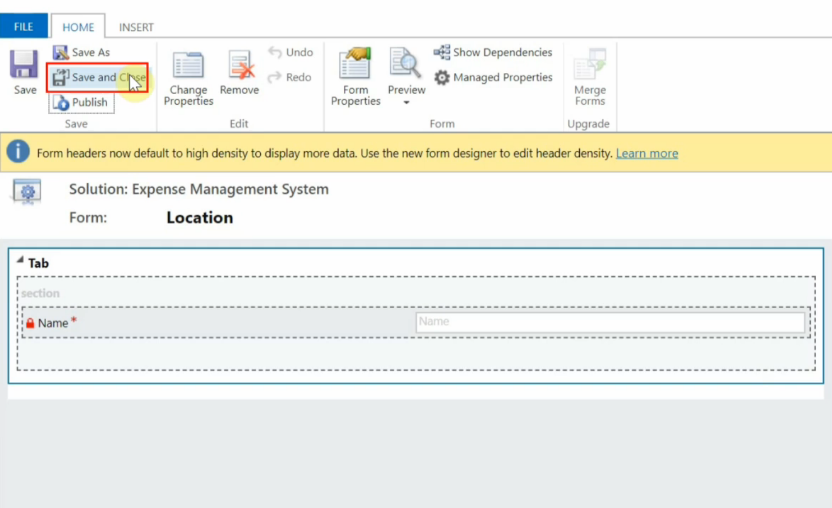 FILE HOME INSERT
Save
Save As
Save and Close
Publish
Save
Change Properties
Remove
Undo
Redo
Edit
Form Properties
Preview
Show Dependencies
Managed Properties
Form
Merge Forms
Upgrade
Form headers now default to high density to display more data. Use the new form designer to edit header density. Learn more
Solution: Expense Management System
Form: Location
Tab
section
Name* Name